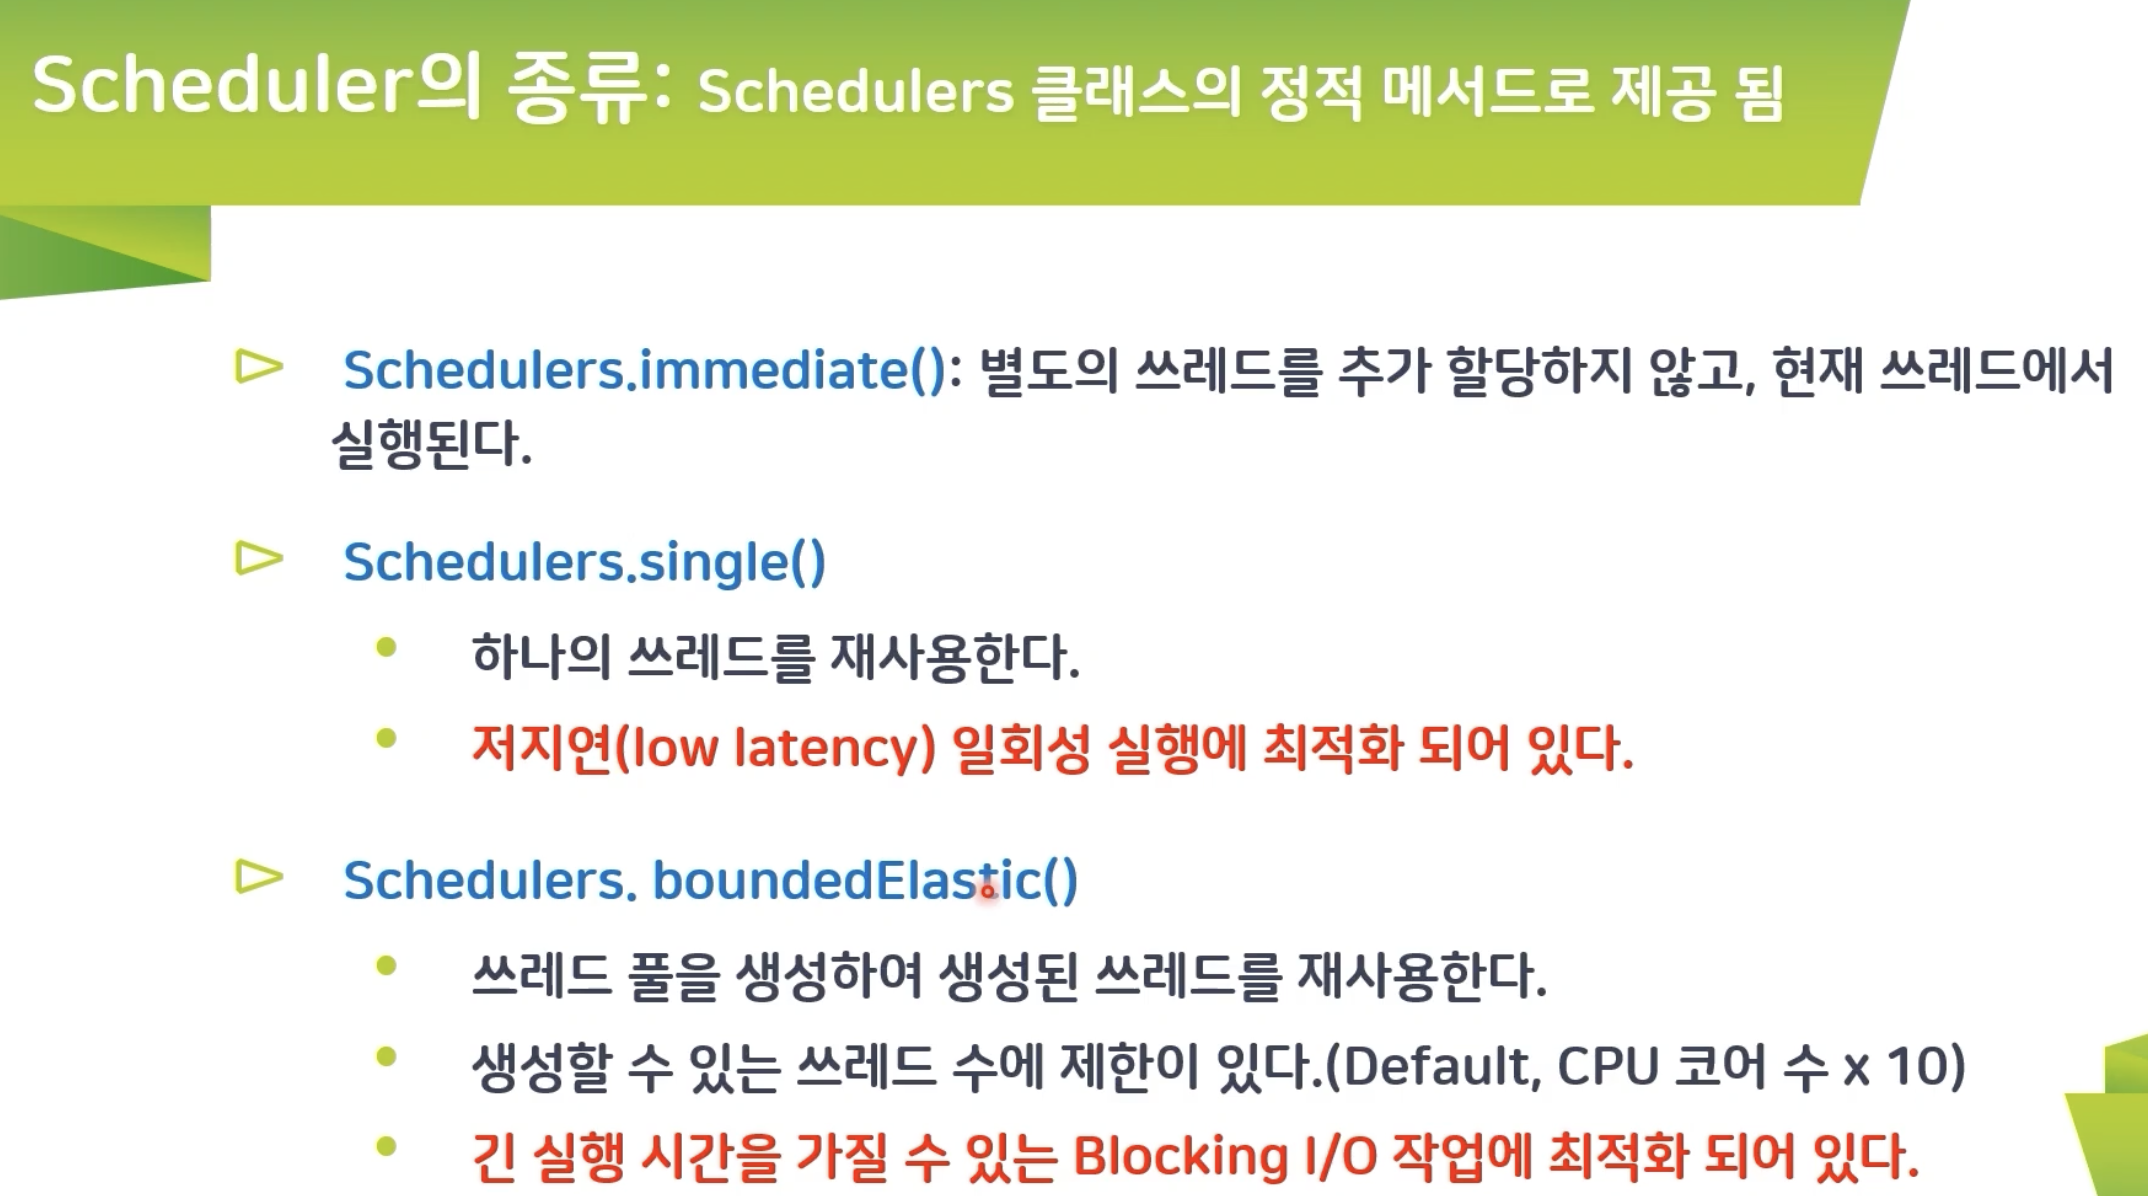 Scheduler의 종류: Schedulers 클래스의 정적 메서드로 제공 됨
Schedulers.immediate(): 별도의 쓰레드를 추가 할당하지 않고, 현재 쓰레드에서
실행된다.
Schedulers.single()
하나의 쓰레드를 재사용한다.
저지연(low latency) 일회성 실행에 최적화 되어 있다.
Schedulers. boundedElastic()
쓰레드 풀을 생성하여 생성된 쓰레드를 재사용한다.
생성할 수 있는 쓰레드 수에 제한이 있다.(Default, CPU 코어 수 x 10)
긴 실행 시간을 가질 수 있는 Blocking I/O 작업에 최적화 되어 있다.